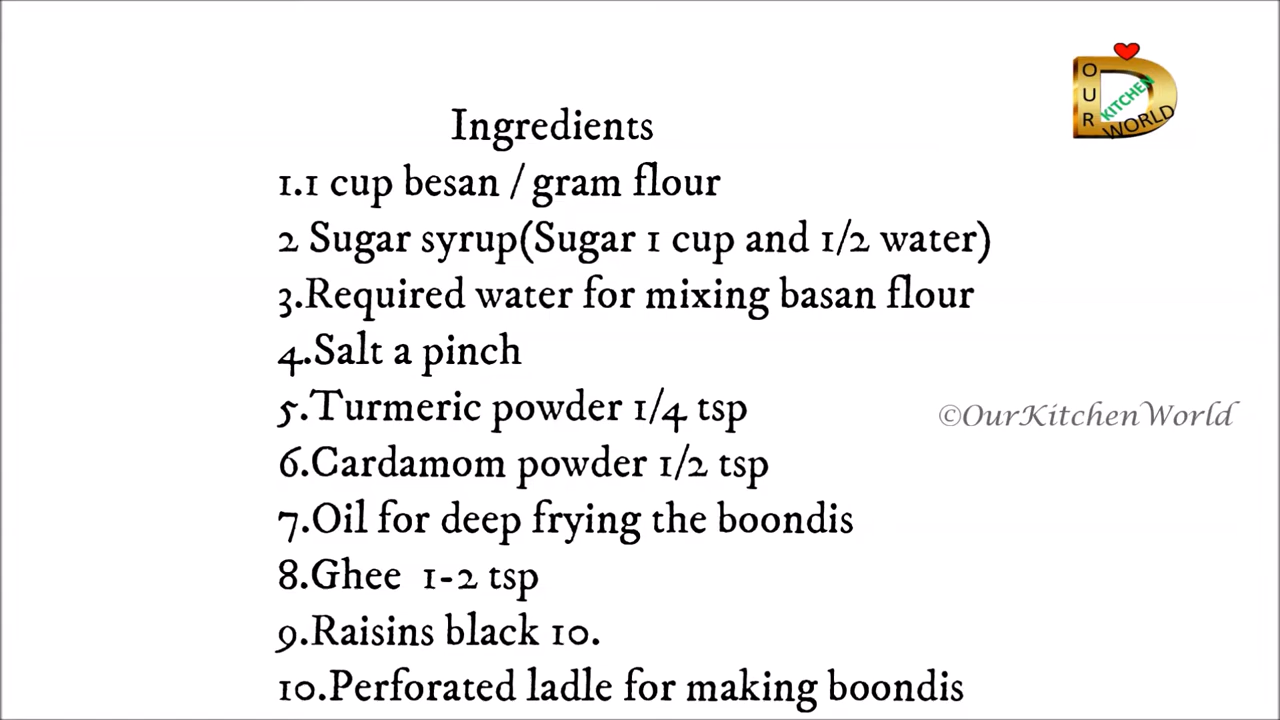 OUR
KITCHEN
WORLD
Ingredients
1.1 cup besan / gram flour
2 Sugar syrup(Sugar 1 cup and 1/2 water)
3.Required water for mixing basan flour
4.Salt a pinch
5.Turmeric powder 1/4 tsp
©OurKitchenWorld
6.Cardamom powder 1/2 tsp
7.Oil for deep frying the boondis
8.Ghee 1-2 tsp
9.Raisins black 10.
10.Perforated ladle for making boondis